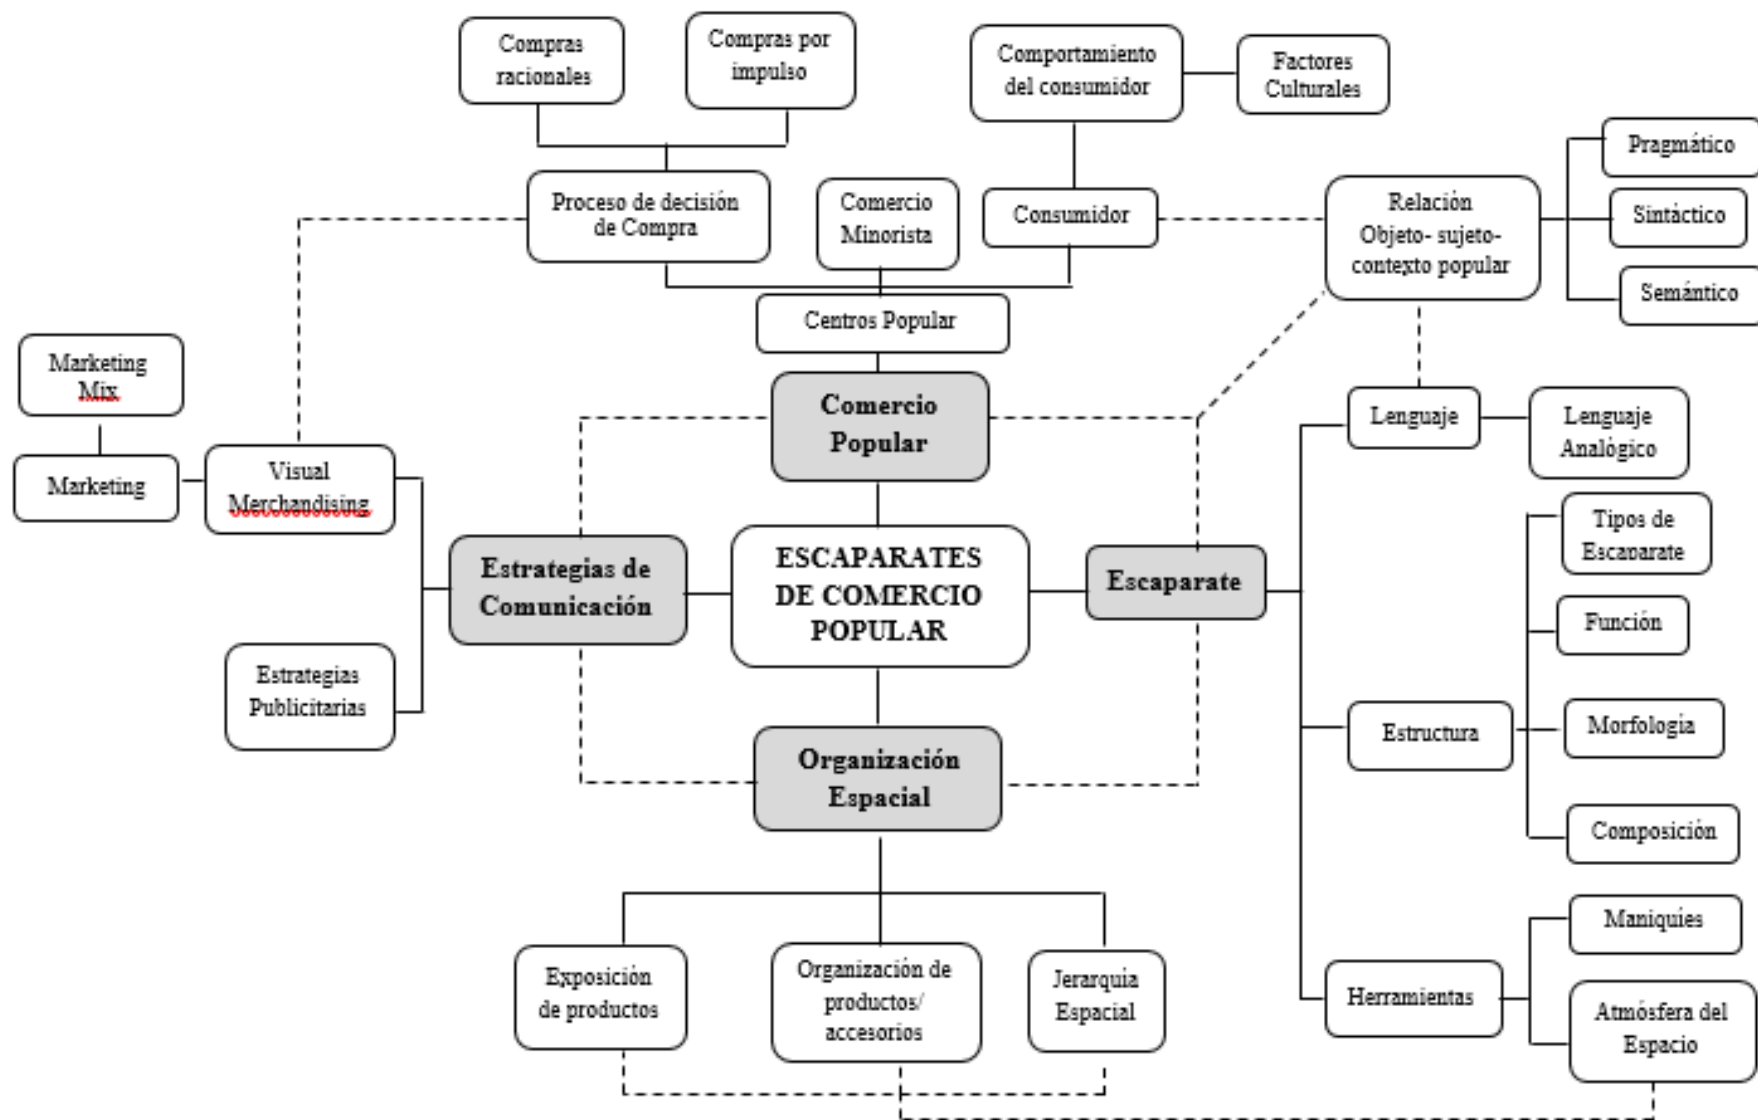 Compras
racionales
Compras por
impulso
Comportamiento
del consumidor
Factores
Culturales
Pragmático
Sintáctico
Semántico
Proceso de decisión
de Compra
Comercio
Minorista
Consumidor
Relación
Objeto- sujeto-
contexto popular
Centros Popular
Marketing
Mix
Marketing
Visual
Merchandising
Comercio
Popular
Lenguaje
Lenguaje
Analógico
Estrategias de
Comunicación
ESCAPARATES
DE COMERCIO
POPULAR
Escaparate
Tipos de
Escaparate
Función
Estrategias
Publicitarias
Estructura
Morfologia
Composición
Organización
Espacial
Exposición
de productos
Organización de
productos/
accesorios
Jerarquia
Espacial
Herramientas
Maniquies
Atmósfera del
Espacio